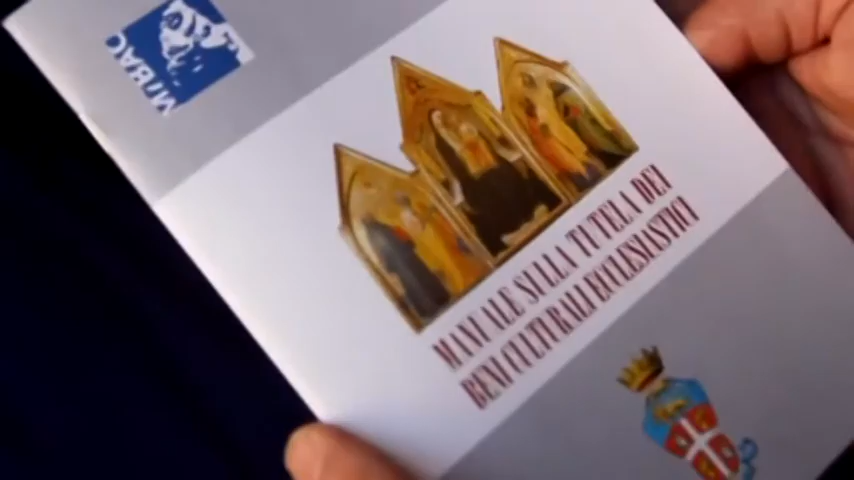 MiBAC
MANUALE SULLA TUTELA DEI
BENI CULTURALI ECCLESIASTICI